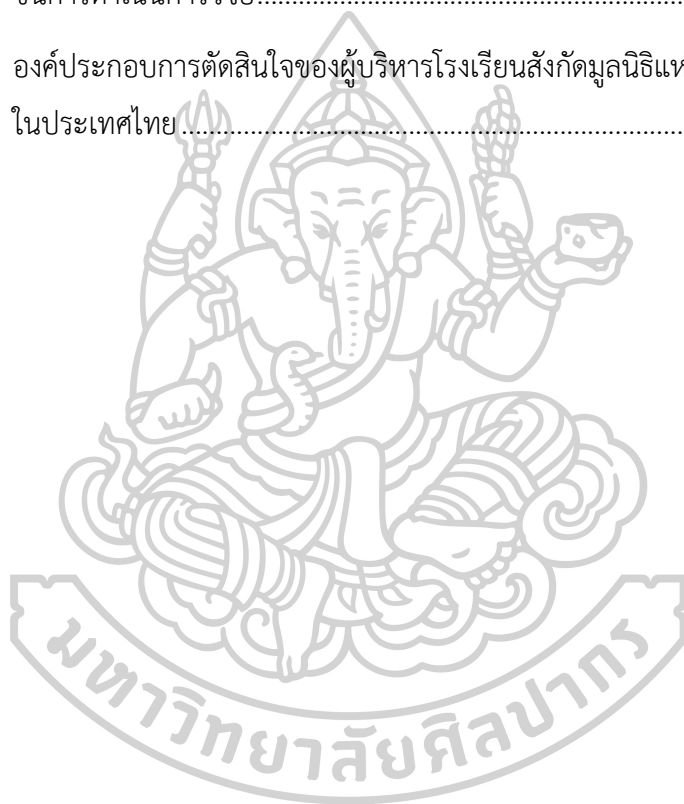 องค์ประกอบการตัดสินใจของผู้บริหารโรงเรียนสังกัดมูลนิธิแห่
ในประเทศไทย................................................................
มหาวิทยาลัยศิลปากร